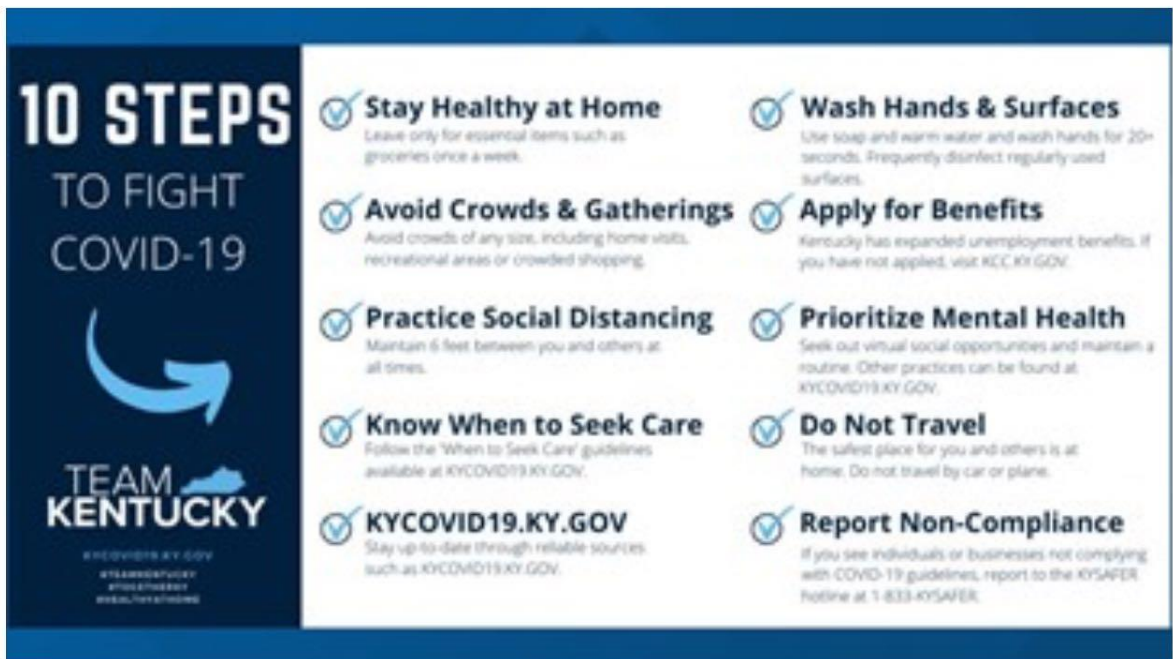 10 STEPS
TO FIGHT
COVID-19
TEAM
KENTUCKY
KYCOVID19.KY.GOV
#TEAMKENTUCKY
#TOGETHERKY
#HEALTHYATHOME
Stay Healthy at Home
Leave only for essential items such as
groceries once a week.
Avoid Crowds & Gatherings
Avoid crowds of any size, including home visits,
recreational areas or crowded shopping.
Practice Social Distancing
Maintain 6 feet between you and others at
all times.
Know When to Seek Care
Follow the 'When to Seek Care' guidelines
available at KYCOVID19.KY.GOV.
KYCOVID19.KY.GOV
Stay up-to-date through reliable sources
such as KYCOVID19.KY.GOV.
Wash Hands & Surfaces
Use soap and warm water and wash hands for 20+
seconds. Frequently disinfect regularly used
surfaces.
Apply for Benefits
Kentucky has expanded unemployment benefits. If
you have not applied, visit KCC.KY.GOV.
Prioritize Mental Health
Seek out virtual social opportunities and maintain a
routine. Other practices can be found at
KYCOVID19.KY.GOV.
Do Not Travel
The safest place for you and others is at
home. Do not travel by car or plane.
Report Non-Compliance
If you see individuals or businesses not complying
with COVID-19 guidelines, report to the KYSAFER
hotline at 1-833-KYSAFER.